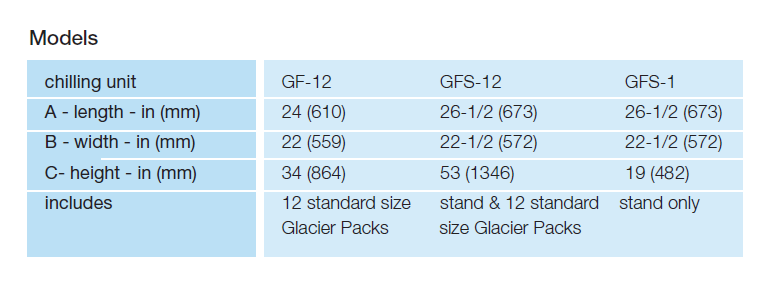 Models
chilling unit GF-12 GFS-12 GFS-1
A - length - in (mm) 24 (610) 26-1/2 (673) 26-1/2 (673)
B - width - in (mm) 22 (559) 22-1/2 (572) 22-1/2 (572)
C- height - in (mm) 34 (864) 53 (1346) 19 (482)
includes 12 standard size stand & 12 standard stand only
Glacier Packs size Glacier Packs